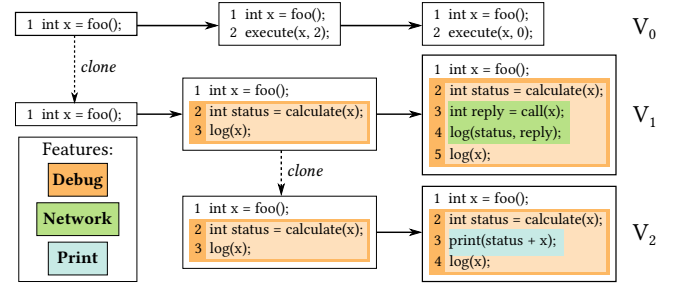 1 int x = foo();
1 int x = foo();
2 execute(x, 2);
1 int x = foo();
2 execute(x, 0);
V0
clone
1 int x = foo();
1 int x = foo();
2 int status = calculate(x);
3 log(x);
1 int x = foo();
2 int status = calculate(x);
3 int reply = call(x);
4 log(status, reply);
5 log(x);
V1
Features:
Debug
Network
Print
clone
1 int x = foo();
2 int status = calculate(x);
3 log(x);
1 int x = foo();
2 int status = calculate(x);
3 print(status + x);
4 log(x);
V2